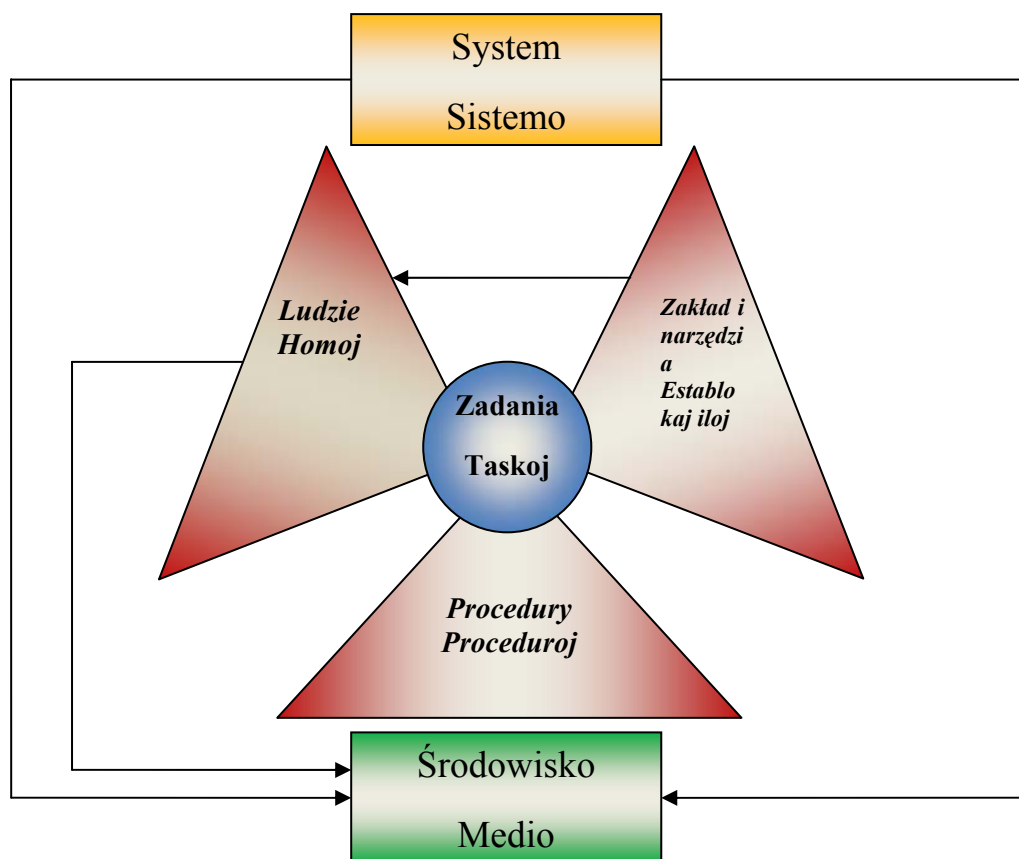 System
Sistemo
Ludzie
Homoj
Zakład i
narzędzi
a
Establo
kaj iloj
Zadania
Taskoj
Procedury
Proceduroj
Środowisko
Medio